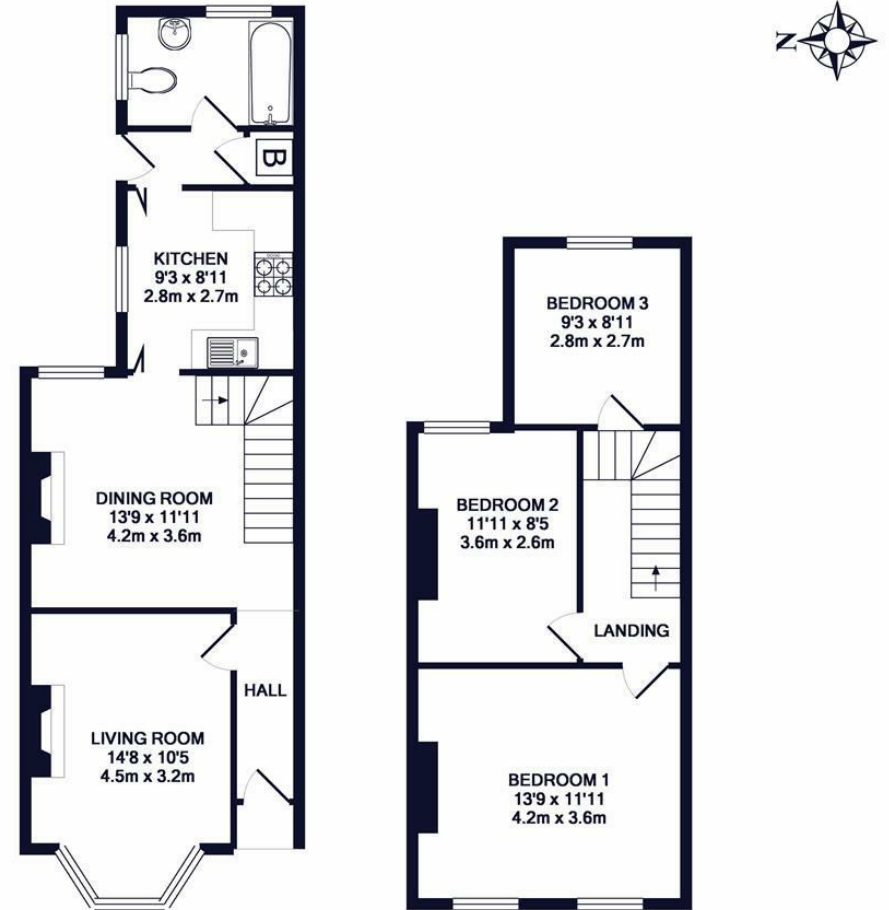 N
B
KITCHEN
9'3 x 8'11
2.8m x 2.7m
DINING ROOM
13'9 x 11'11
4.2m x 3.6m
HALL
LIVING ROOM
14'8 x 10'5
4.5m x 3.2m
BEDROOM 3
9'3 x 8'11
2.8m x 2.7m
BEDROOM 2
11'11 x 8'5
3.6m x 2.6m
LANDING
BEDROOM 1
13'9 x 11'11
4.2m x 3.6m